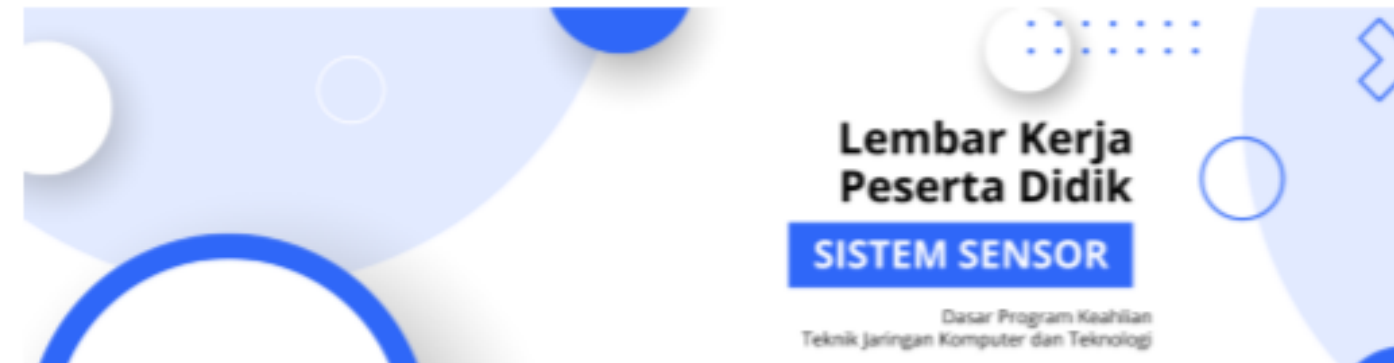 Lembar Kerja
Peserta Didik
SISTEM SENSOR
Dasar Program Keahlian
Teknik Jaringan Komputer dan Teknologi